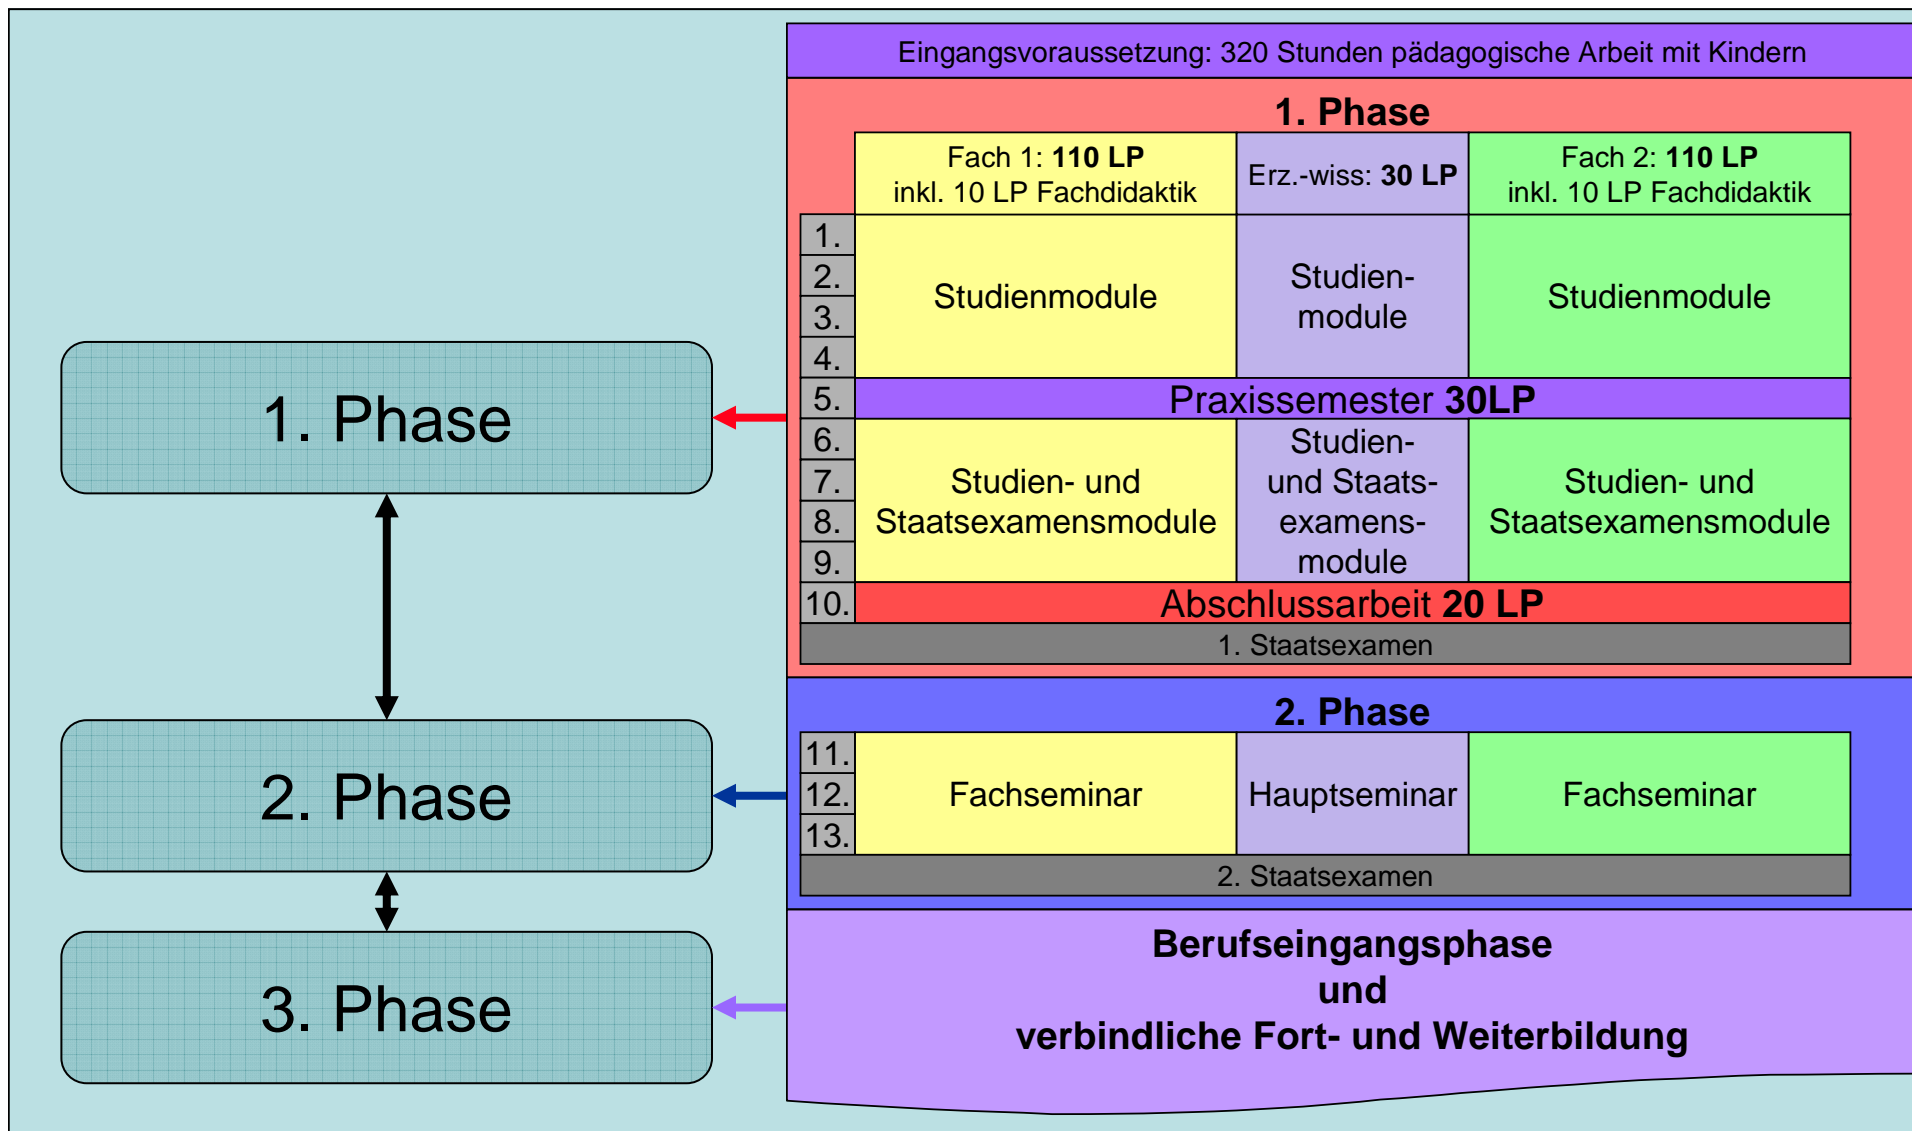 Eingangsvoraussetzung: 320 Stunden pädagogische Arbeit mit Kindern
1. Phase
Fach 1: 110 LP
inkl. 10 LP Fachdidaktik
Erz.-wiss: 30 LP
Fach 2: 110 LP
inkl. 10 LP Fachdidaktik
1.
2.
3.
4.
Studienmodule
Studien-
module
Studienmodule
5.
Praxissemester 30LP
6.
7.
8.
9.
Studien- und
Staatsexamensmodule
Studien-
und Staats-
examens-
module
Studien- und
Staatsexamensmodule
10.
Abschlussarbeit 20 LP
1. Staatsexamen
2. Phase
11.
12.
13.
Fachseminar
Hauptseminar
Fachseminar
2. Staatsexamen
Berufseingangsphase
und
verbindliche Fort- und Weiterbildung
1. Phase
2. Phase
3. Phase